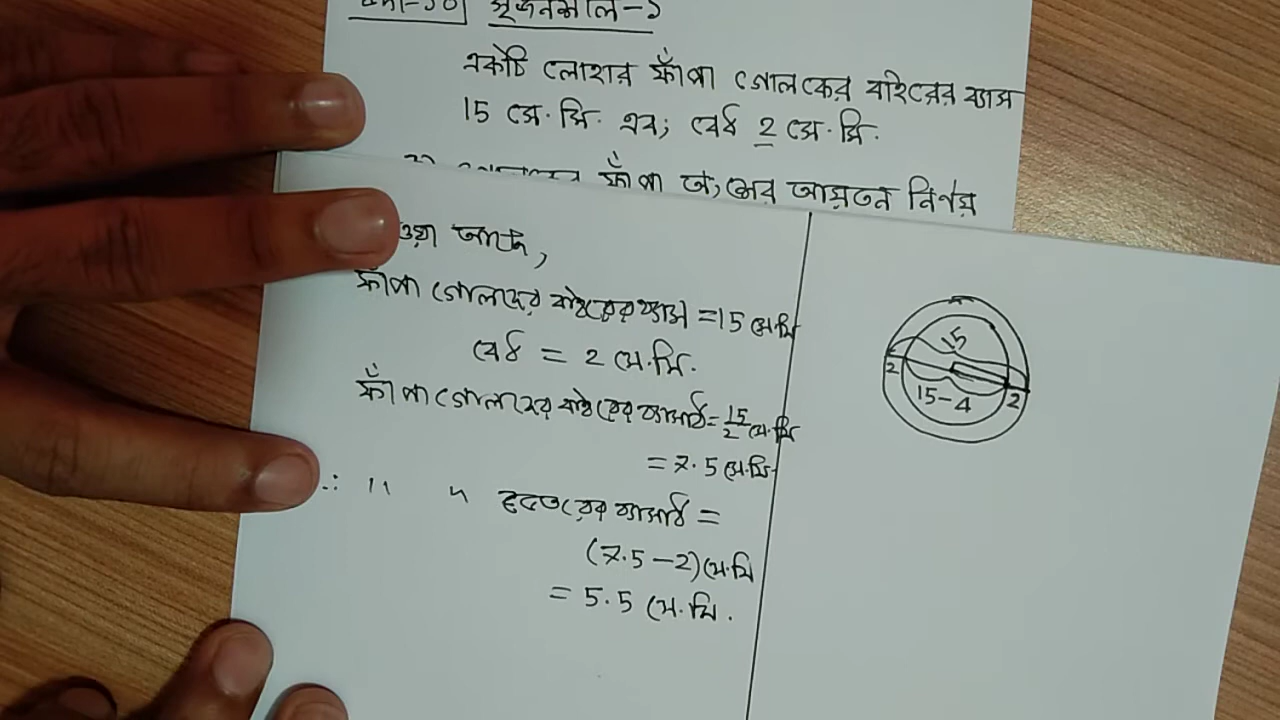 সৃজনশীল-১
একটি লোহার ফাঁপা গোলকের বাইরের ব্যাস
15 সে.মি. এবং বেধ 2 সে.মি.
ফাঁপা অংশের আয়তন নির্ণয়
ওয়া আছে,
ফাঁপা গোলকের বাইরের ব্যাস = 15 সে.মি
বেধ = 2 সে.মি.
ফাঁপা গোলকের বাইরের ব্যাসার্ধ = 15/2 সে.মি
= 7.5 সে.মি
∴ " " ভেতরের ব্যাসার্ধ =
(7.5 – 2) সে.মি
= 5.5 সে.মি.
15
2
15 – 4
2